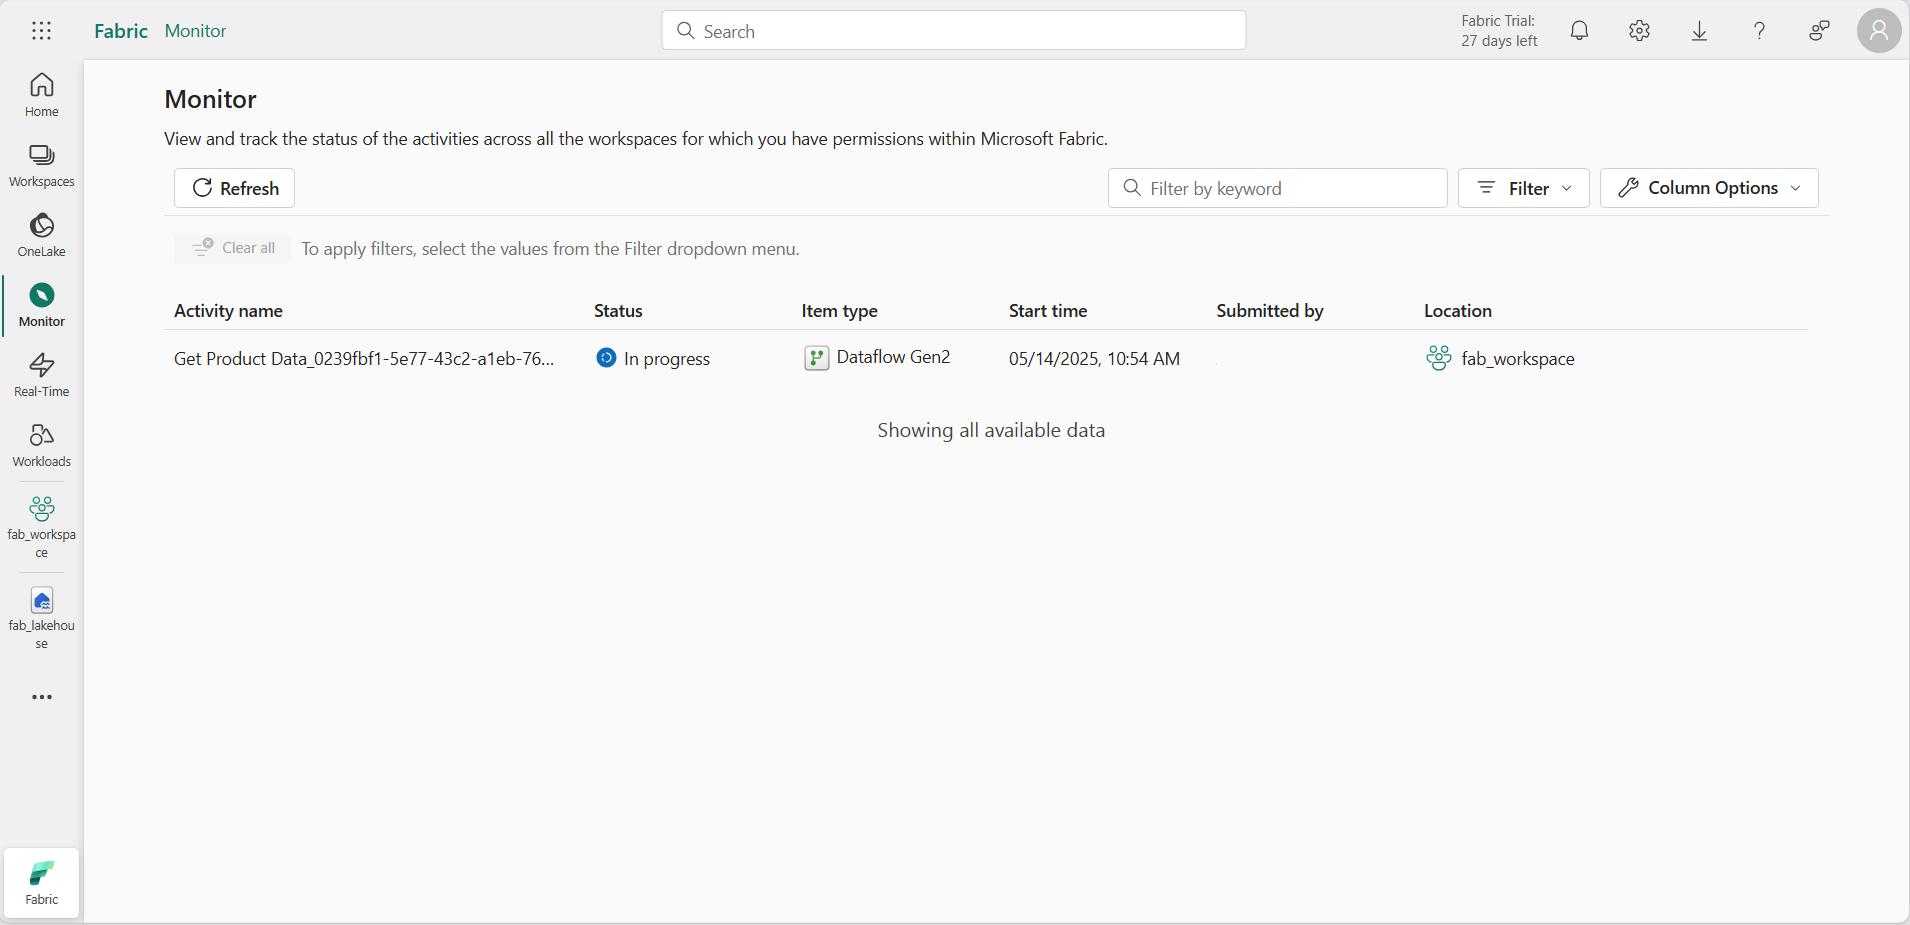 Fabric Monitor
Search
Fabric Trial:
27 days left
Home
Workspaces
OneLake
Monitor
Real-Time
Workloads
fab_workspa
ce
fab_lakehou
se
Fabric
Monitor
View and track the status of the activities across all the workspaces for which you have permissions within Microsoft Fabric.
Refresh
Filter by keyword
Filter
Column Options
Clear all
To apply filters, select the values from the Filter dropdown menu.
Activity name Status Item type Start time Submitted by Location
Get Product Data_0239fbf1-5e77-43c2-a1eb-76... In progress Dataflow Gen2 05/14/2025, 10:54 AM fab_workspace
Showing all available data